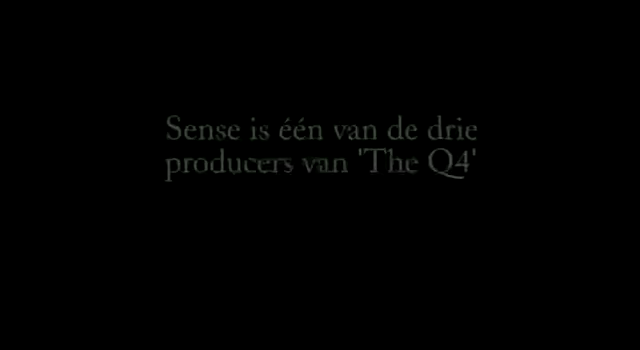 Sense is één van de drie
producers van 'The Q4'